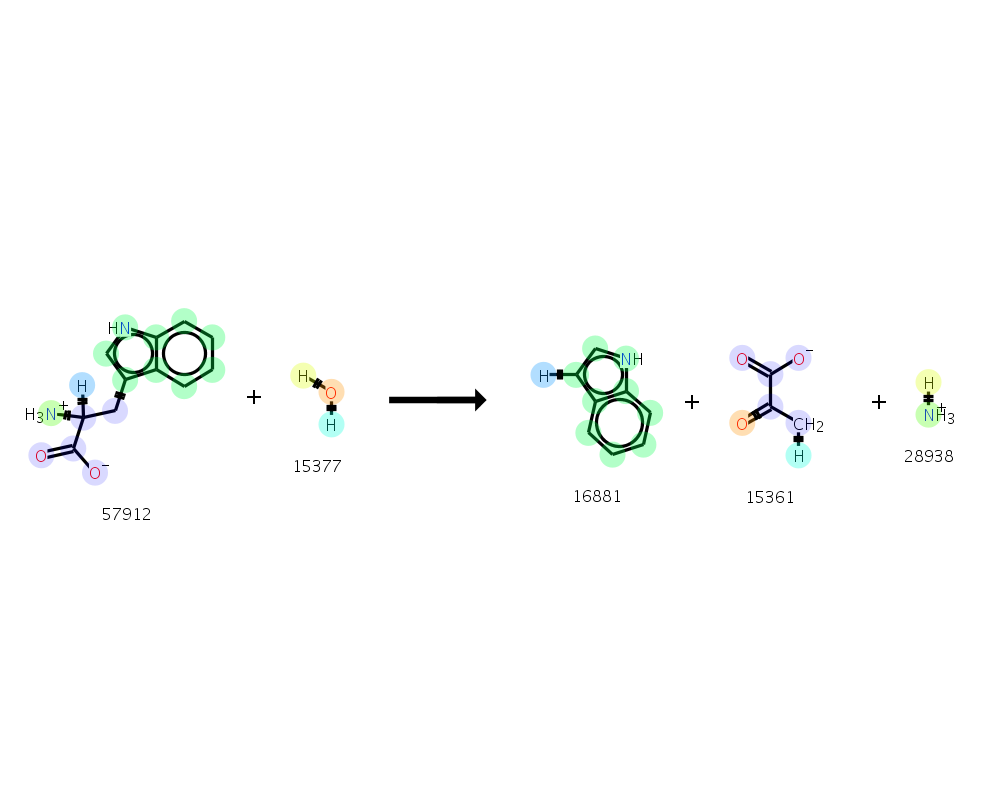 HN
H
H3N+
O
O−
57912
+
H
O
H
15377
H
NH
16881
+
O
O−
O
CH2
H
15361
+
H
NH3+
28938